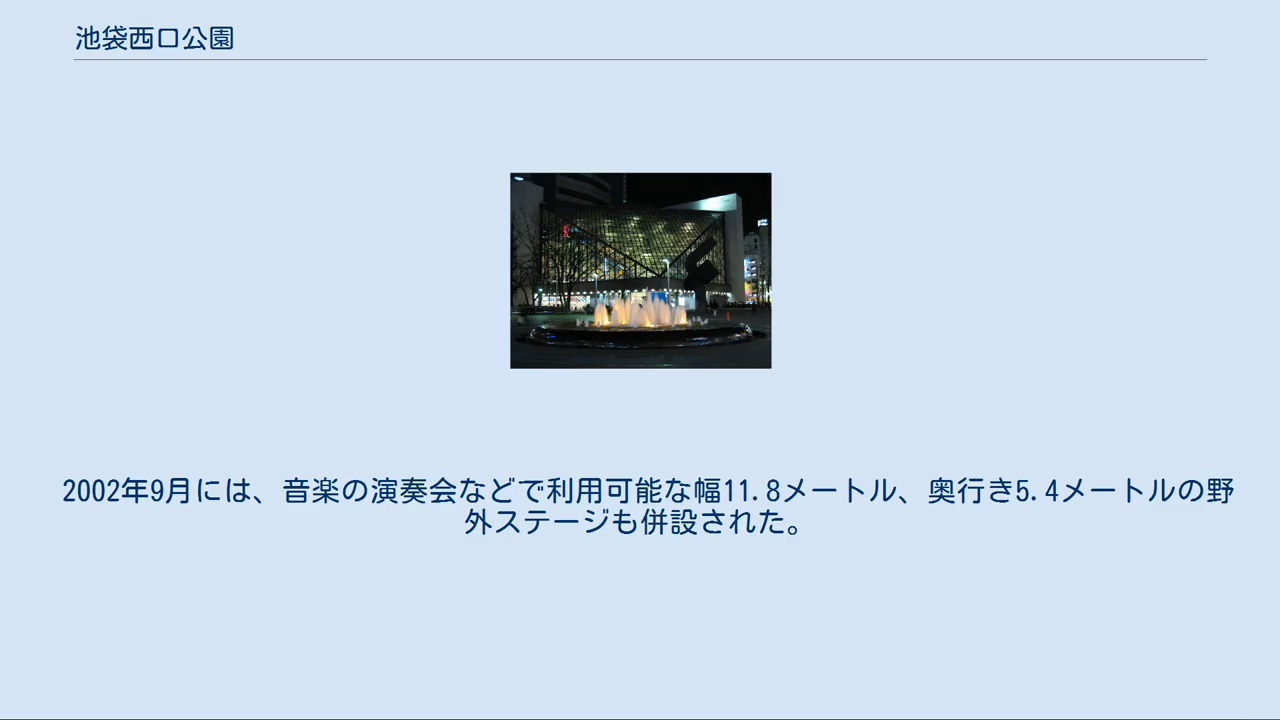 池袋西口公園
2002年9月には、音楽の演奏会などで利用可能な幅11.8メートル、奥行き5.4メートルの野
外ステージも併設された。